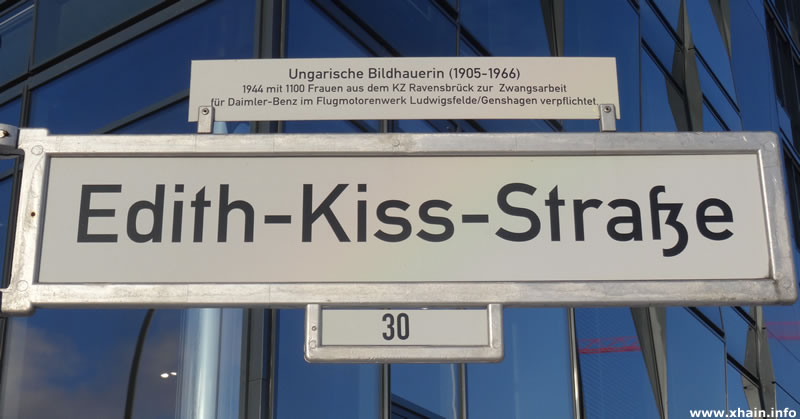 Ungarische Bildhauerin (1905-1966)
1944 mit 1100 Frauen aus dem KZ Ravensbrück zur Zwangsarbeit
für Daimler-Benz im Flugmotorenwerk Ludwigsfelde/Genshagen verpflichtet
Edith-Kiss-Straße
30
www.xhain.info